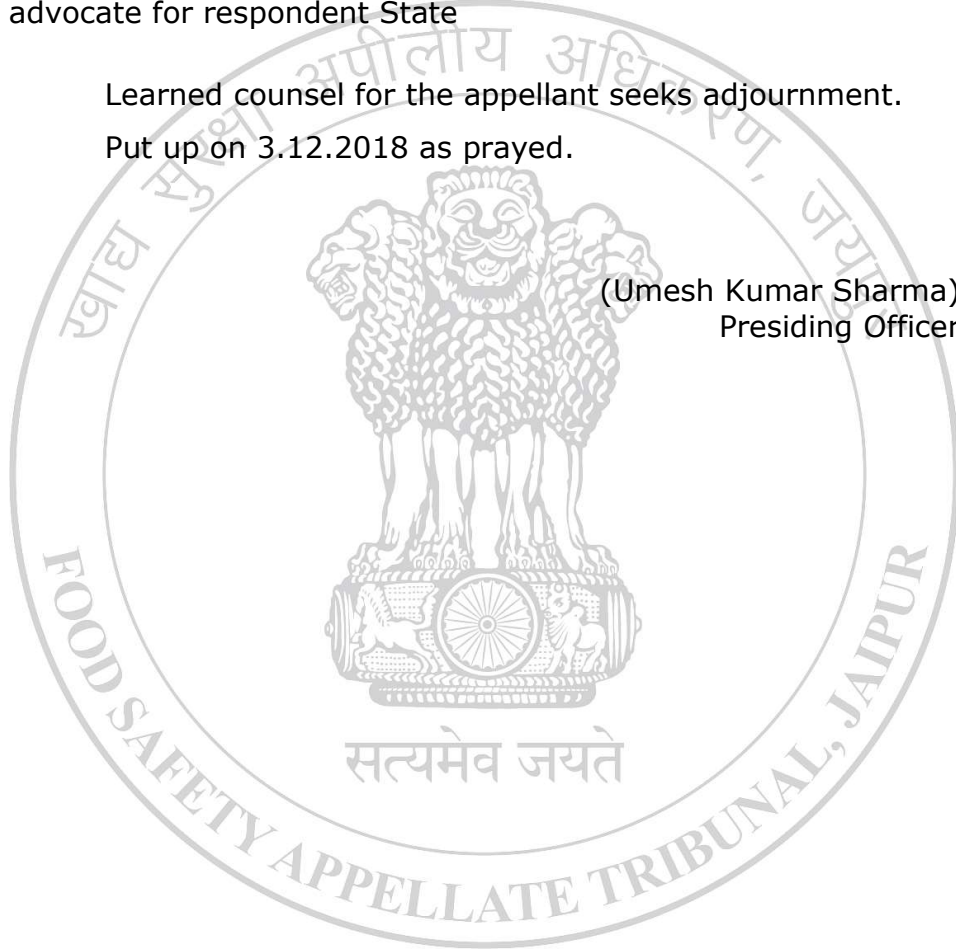 advocate for respondent State
Learned counsel for the appellant seeks adjournment.
Put up on 3.12.2018 as prayed.
(Umesh Kumar Sharma)
Presiding Officer
खाद्य सुरक्षा अपीलीय अधिकरण, जयपुर
सत्यमेव जयते
FOOD SAFETY APPELLATE TRIBUNAL, JAIPUR